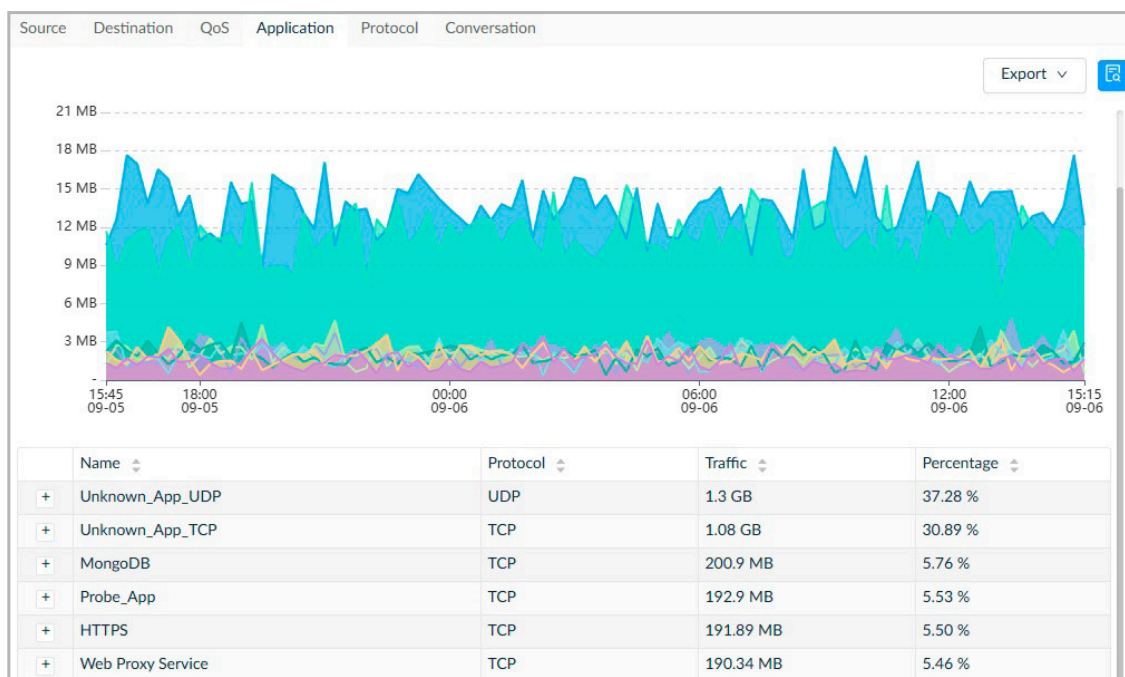 Source Destination QoS Application Protocol Conversation
Export
21 MB
18 MB
15 MB
12 MB
9 MB
6 MB
3 MB
-
15:45 18:00 00:00 06:00 12:00 15:15
09-05 09-05 09-06 09-06 09-06 09-06
Name Protocol Traffic Percentage
+ Unknown_App_UDP UDP 1.3 GB 37.28 %
+ Unknown_App_TCP TCP 1.08 GB 30.89 %
+ MongoDB TCP 200.9 MB 5.76 %
+ Probe_App TCP 192.9 MB 5.53 %
+ HTTPS TCP 191.89 MB 5.50 %
+ Web Proxy Service TCP 190.34 MB 5.46 %